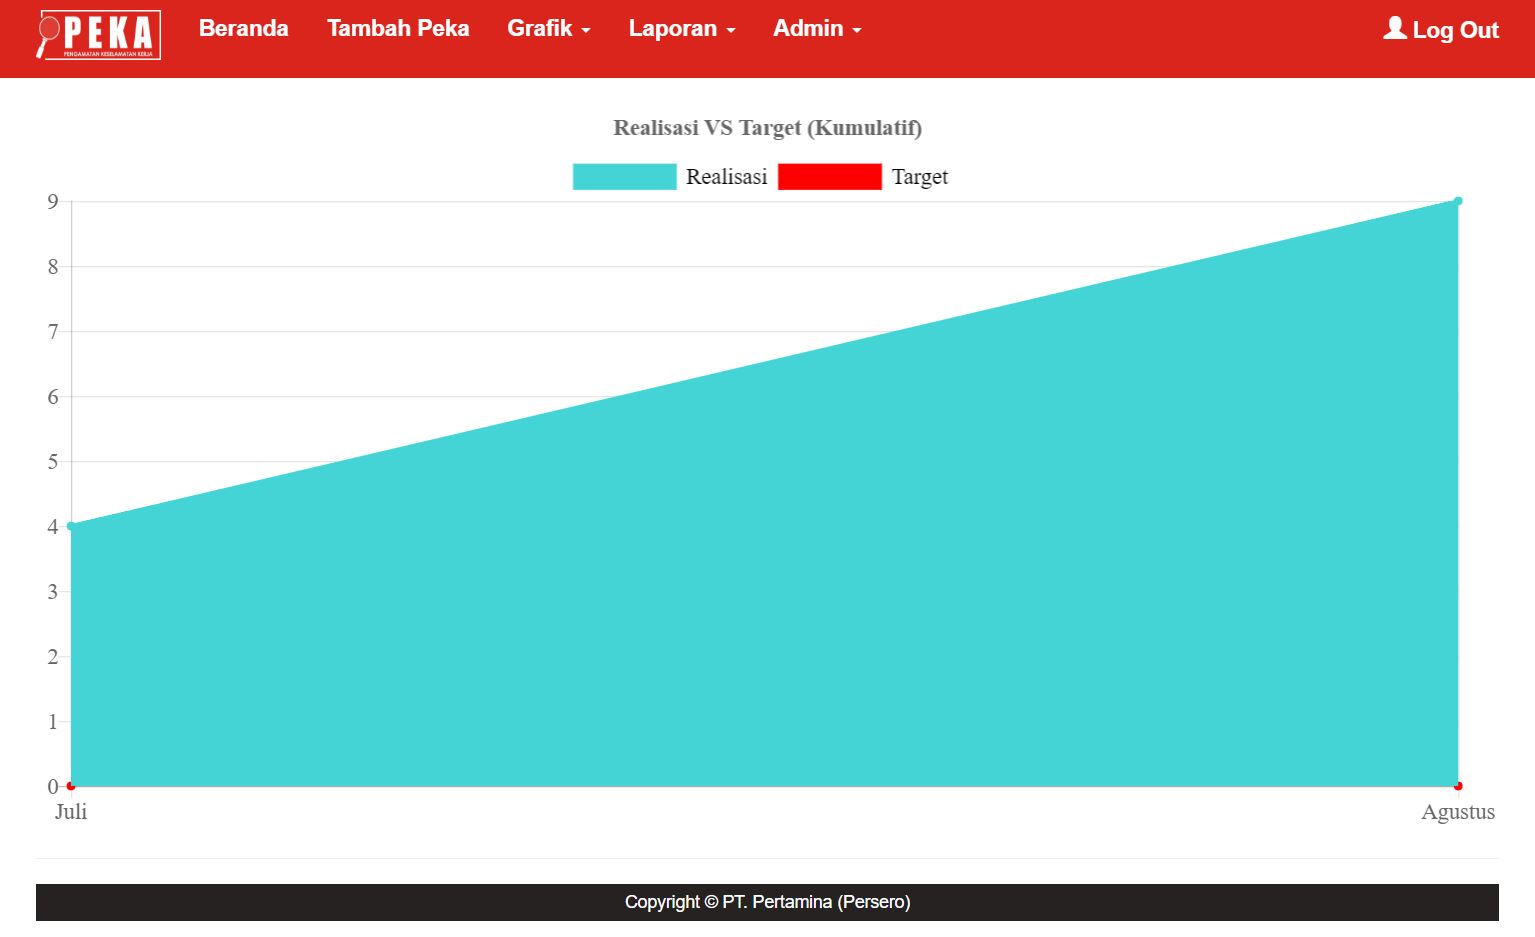 PEKA
PENGAMATAN KESELAMATAN KERJA
Beranda Tambah Peka Grafik Laporan Admin Log Out
Realisasi VS Target (Kumulatif)
Realisasi Target
9
8
7
6
5
4
3
2
1
0
Juli Agustus
Copyright © PT. Pertamina (Persero)